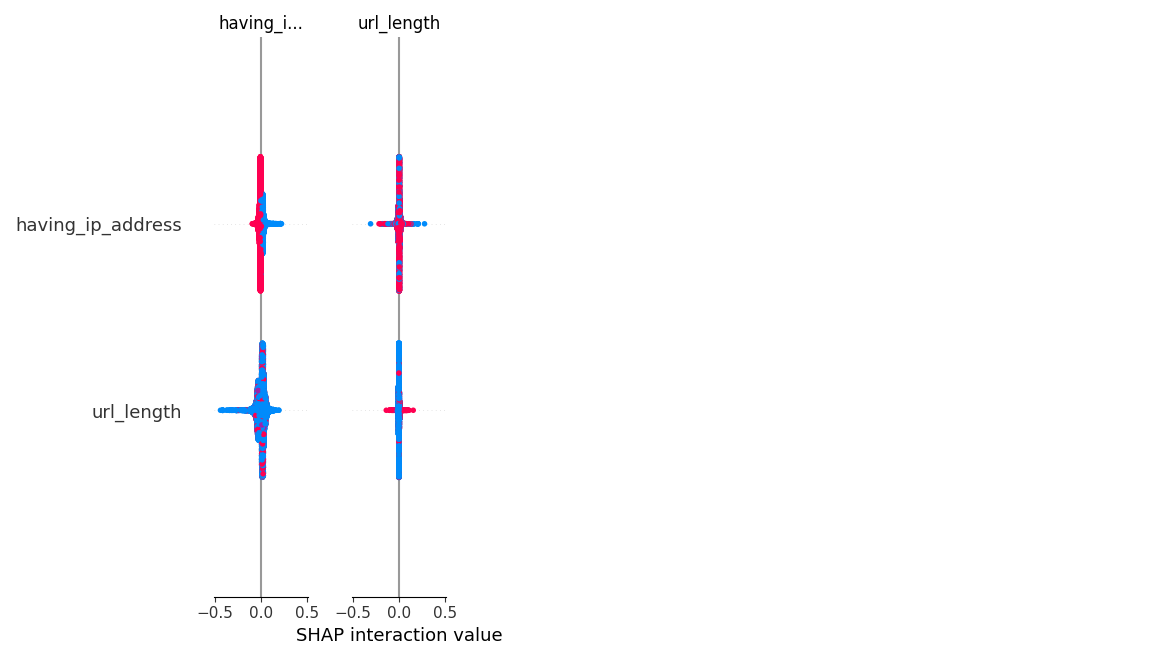 having_i... url_length
having_ip_address
url_length
−0.5 0.0 0.5 −0.5 0.0 0.5
SHAP interaction value